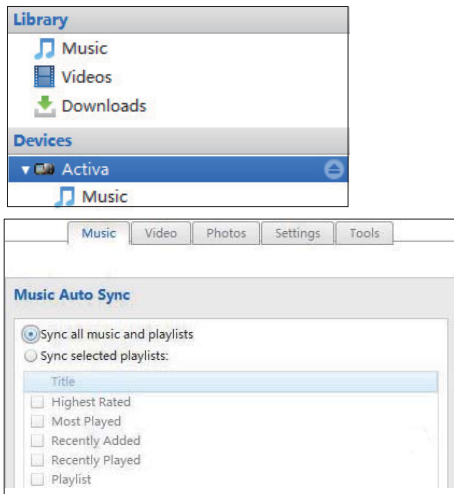 Library
Music
Videos
Downloads
Devices
Activa
Music
Music Video Photos Settings Tools
Music Auto Sync
Sync all music and playlists
Sync selected playlists:
Title
Highest Rated
Most Played
Recently Added
Recently Played
Playlist